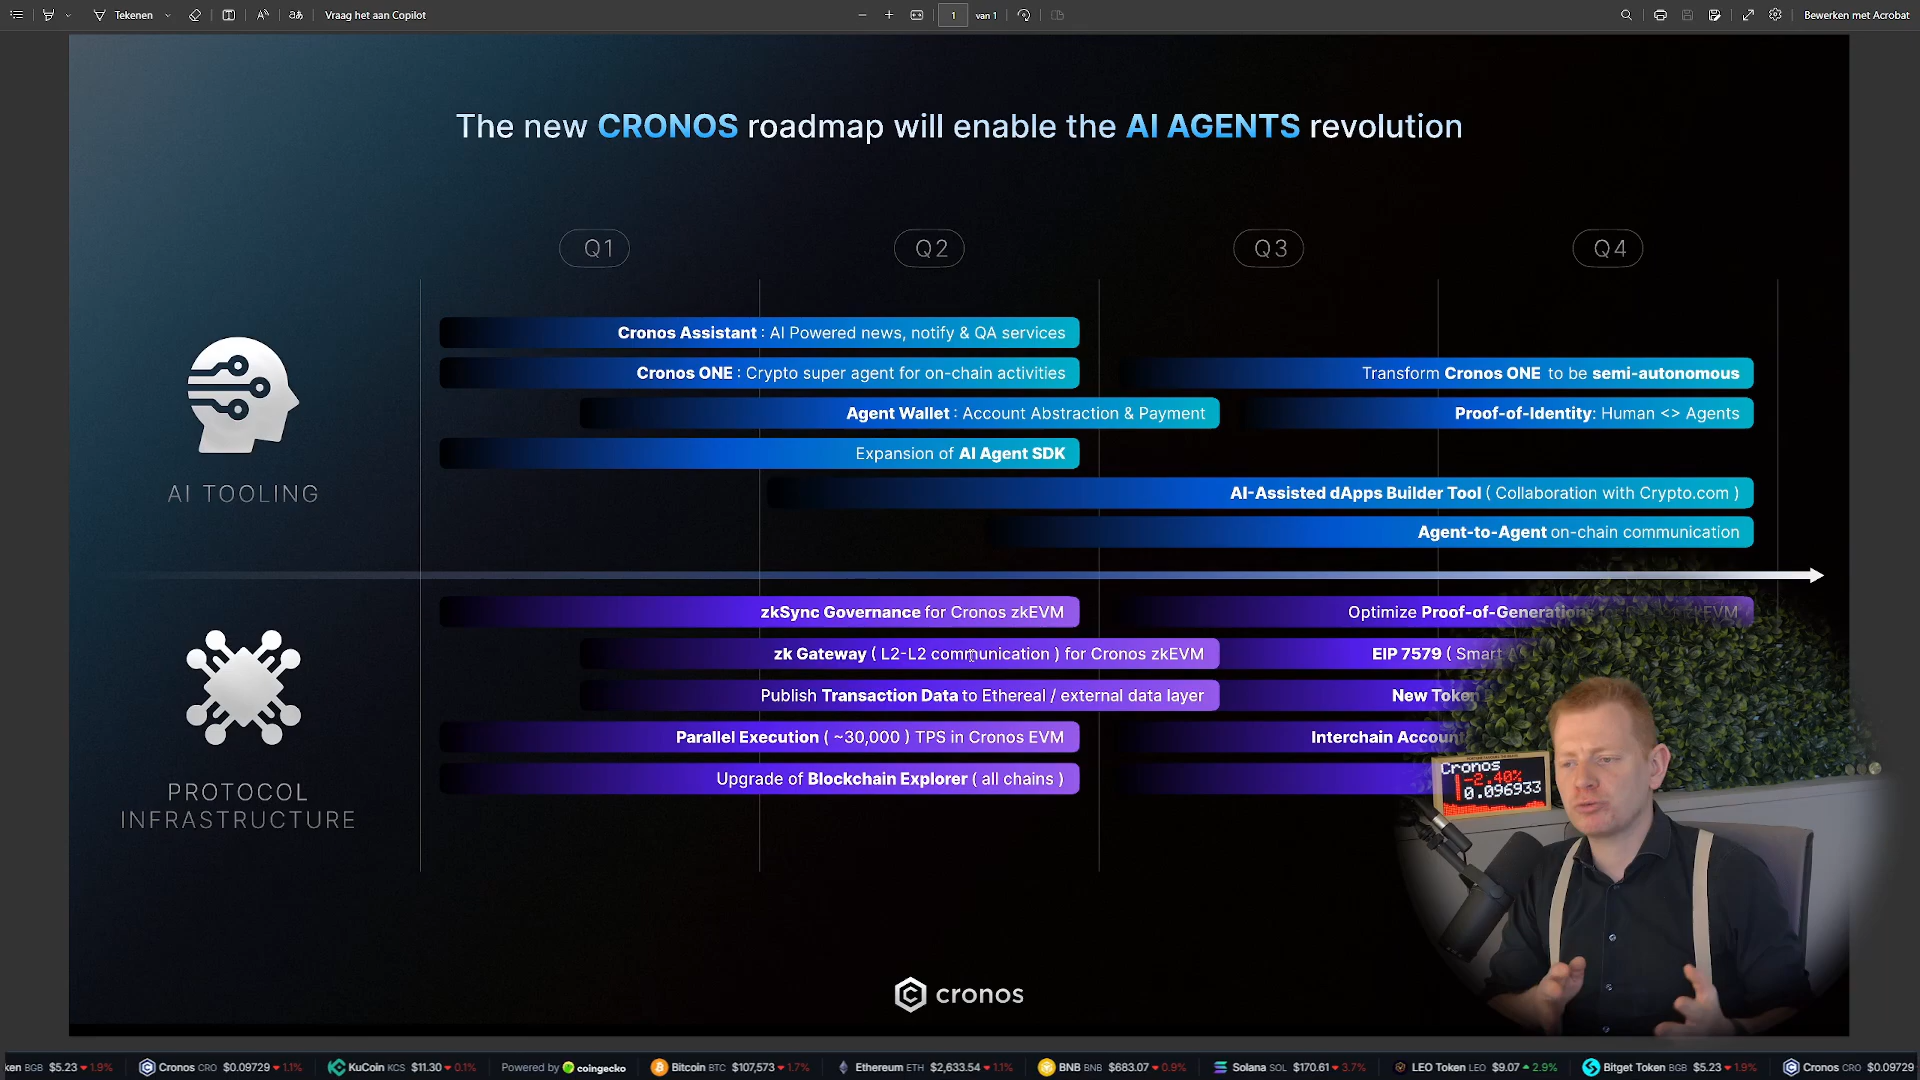 Tekenen
Vraag het aan Copilot
1 van 1
Bewerken met Acrobat
The new CRONOS roadmap will enable the AI AGENTS revolution
Q1 Q2 Q3 Q4
Cronos Assistant : AI Powered news, notify & QA services
Cronos ONE : Crypto super agent for on-chain activities
Transform Cronos ONE to be semi-autonomous
Agent Wallet : Account Abstraction & Payment
Proof-of-Identity: Human <> Agents
Expansion of AI Agent SDK
AI TOOLING
AI-Assisted dApps Builder Tool ( Collaboration with Crypto.com )
Agent-to-Agent on-chain communication
zkSync Governance for Cronos zkEVM
Optimize Proof-of-Generation
zk Gateway ( L2-L2 communication ) for Cronos zkEVM
EIP 7579 ( Smart
Publish Transaction Data to Ethereal / external data layer
New Token
Parallel Execution ( ~30,000 ) TPS in Cronos EVM
Interchain Account
Upgrade of Blockchain Explorer ( all chains )
PROTOCOL
INFRASTRUCTURE
Cronos
-2.40%
0.096933
cronos
ken BGB $5.23 ▼ 1.9% Cronos CRO $0.09729 ▼ 1.1% KuCoin KCS $11.30 ▼ 0.1% Powered by coingecko Bitcoin BTC $107,573 ▼ 1.7% Ethereum ETH $2,633.54 ▼ 1.1% BNB BNB $683.07 ▼ 0.9% Solana SOL $170.61 ▼ 3.7% LEO Token LEO $9.07 ▲ 2.9% Bitget Token BGB $5.23 ▼ 1.9% Cronos CRO $0.09729